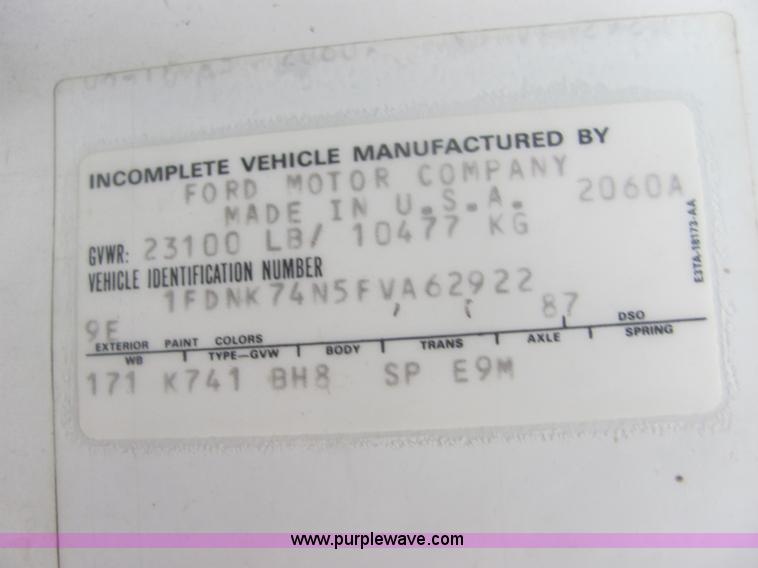 INCOMPLETE VEHICLE MANUFACTURED BY
FORD MOTOR COMPANY
MADE IN U.S.A. 2060A
GVWR: 23100 LB/ 10477 KG
VEHICLE IDENTIFICATION NUMBER
1FDNK74N5FVA62922
9E 87
EXTERIOR PAINT COLORS DSO
WB TYPE-GVW BODY TRANS AXLE SPRING
171 K741 BH8 SP E9M
E3TA-18173-AA
www.purplewave.com